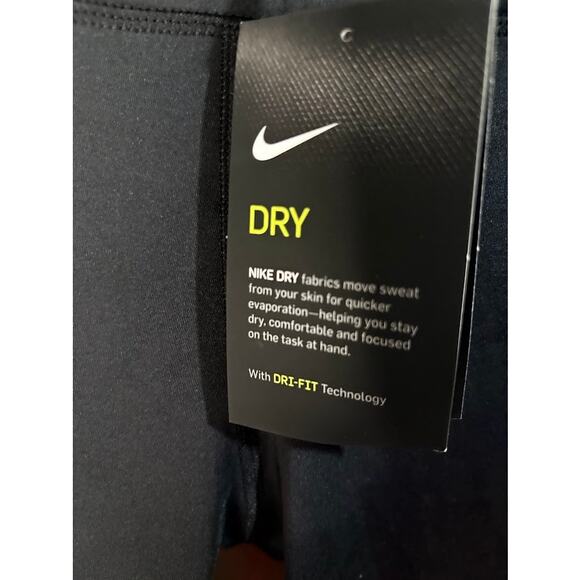 DRY
NIKE DRY fabrics move sweat
from your skin for quicker
evaporation—helping you stay
dry, comfortable and focused
on the task at hand.
With DRI-FIT Technology